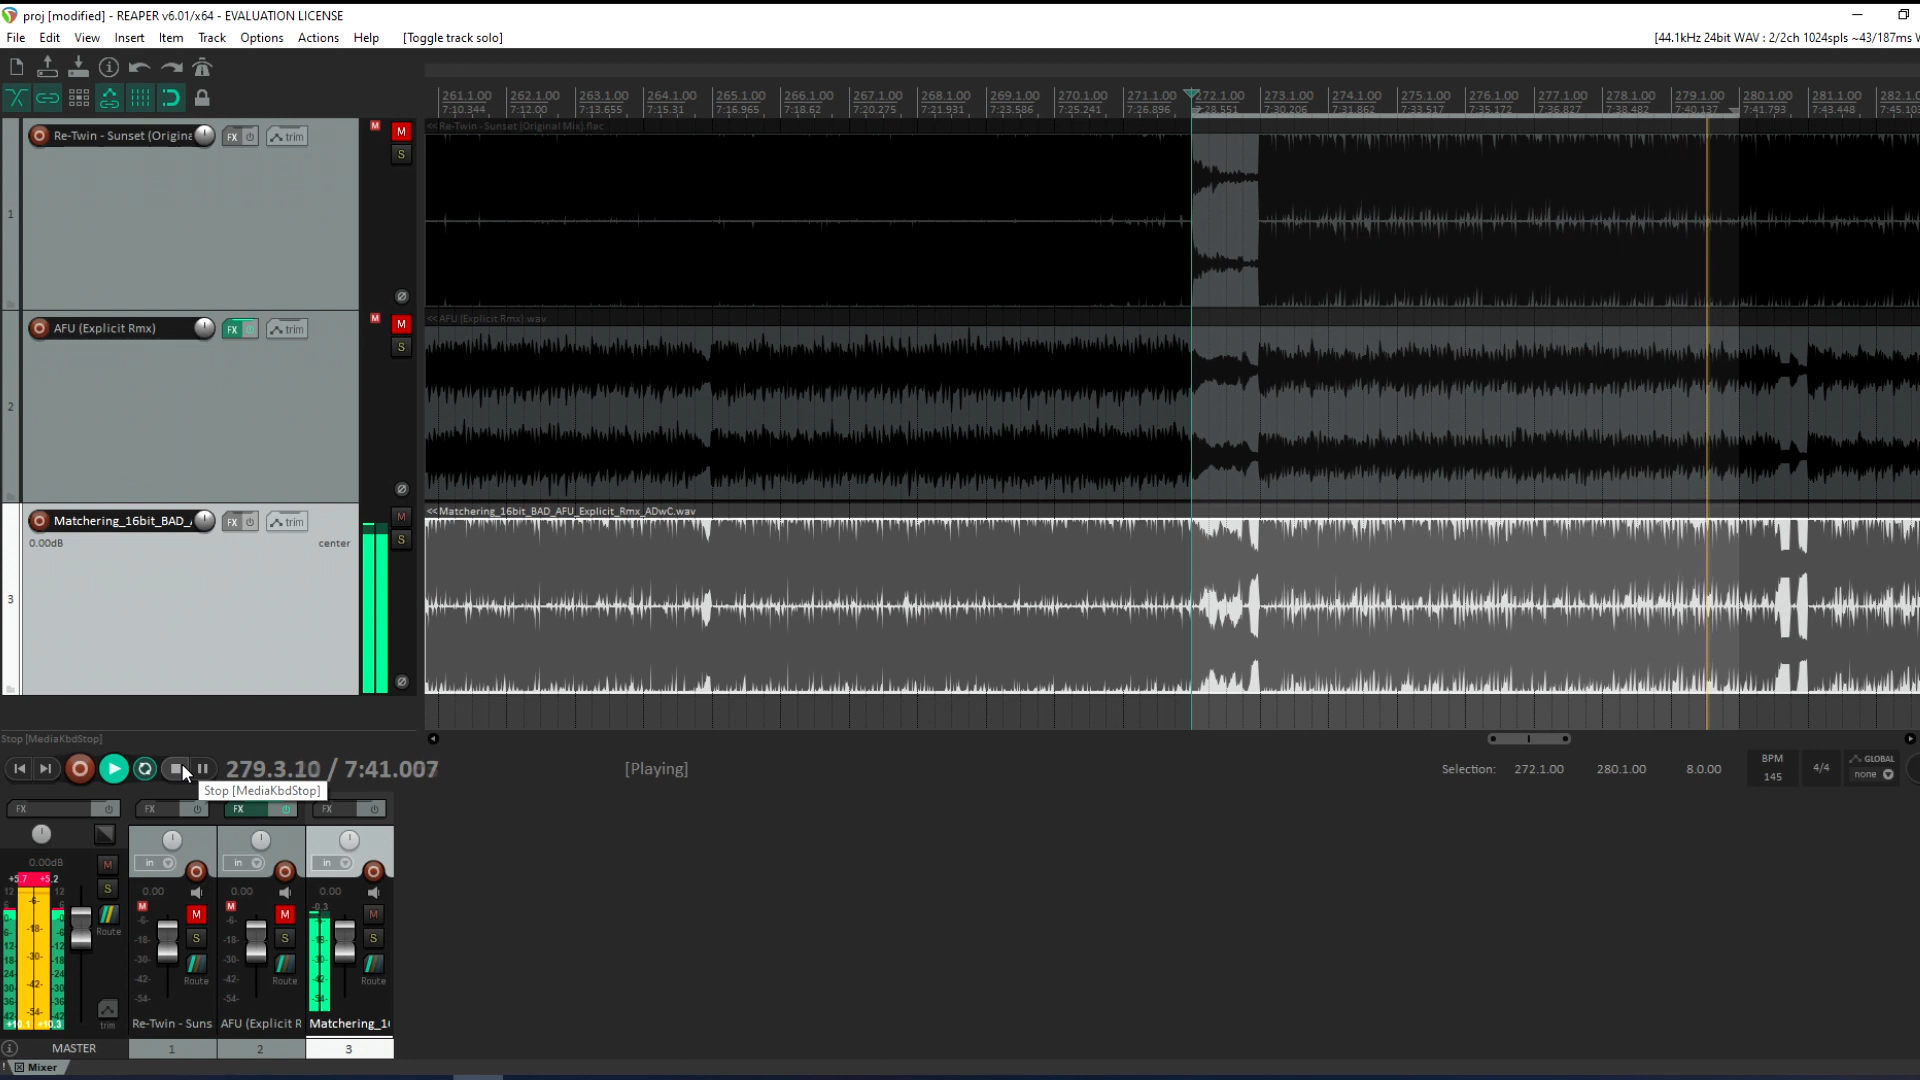 proj [modified] - REAPER v6.01/x64 - EVALUATION LICENSE
File Edit View Insert Item Track Options Actions Help [Toggle track solo]
[44.1kHz 24bit WAV : 2/2ch 1024spls ~43/187ms W
261.1.00 262.1.00 263.1.00 264.1.00 265.1.00 266.1.00 267.1.00 268.1.00 269.1.00 270.1.00 271.1.00 272.1.00 273.1.00 274.1.00 275.1.00 276.1.00 277.1.00 278.1.00 279.1.00 280.1.00 281.1.00 282.1.0
7:10.344 7:12.00 7:13.655 7:15.31 7:16.965 7:18.62 7:20.275 7:21.931 7:23.586 7:25.241 7:26.896 7:28.551 7:30.206 7:31.862 7:33.517 7:35.172 7:36.827 7:38.482 7:40.137 7:41.793 7:43.448 7:45.103
<<Re-Twin - Sunset (Original Mix).flac
Re-Twin - Sunset (Origina FX trim M M S
1
<<AFU (Explicit Rmx).wav
AFU (Explicit Rmx) FX trim M M S
2
<<Matchering_16bit_BAD_AFU_Explicit_Rmx_ADwC.wav
Matchering_16bit_BAD_A FX trim M S
0.00dB center
3
Stop [MediaKbdStop]
279.3.10 / 7:41.007
[Playing]
Selection: 272.1.00 280.1.00 8.0.00
BPM
145
4/4
GLOBAL
none
Stop [MediaKbdStop]
FX FX FX FX
in in in
0.00dB M 0.00 0.00 0.00
+5.7 +5.2 S M M -0.3
12 12 M M M
-6- -6- -6-
-18- S -18- S -18- S
-30- -30- -30-
Route Route Route Route
-42- -42- -42-
-54- -54- -54- -54-
+10.1 +10.3 trim Re-Twin - Suns AFU (Explicit R Matchering_16
MASTER 1 2 3
Mixer